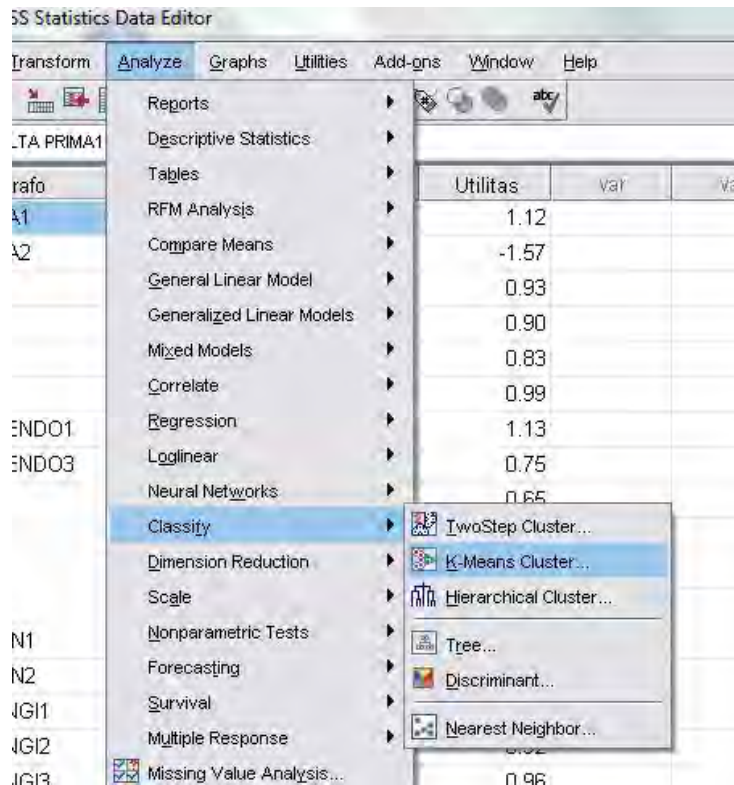 SS Statistics Data Editor
Transform Analyze Graphs Utilities Add-ons Window Help
LTA PRIMA1
rafo Utilitas var va
A1 1.12
A2 -1.57
0.93
0.90
0.83
0.99
ENDO1 1.13
ENDO3 0.75
0.65
N1
N2
NGI1
NGI2
NGI3 0.96
Reports
Descriptive Statistics
Tables
RFM Analysis
Compare Means
General Linear Model
Generalized Linear Models
Mixed Models
Correlate
Regression
Loglinear
Neural Networks
Classify
Dimension Reduction
Scale
Nonparametric Tests
Forecasting
Survival
Multiple Response
Missing Value Analysis...
TwoStep Cluster...
K-Means Cluster...
Hierarchical Cluster...
Tree...
Discriminant...
Nearest Neighbor...